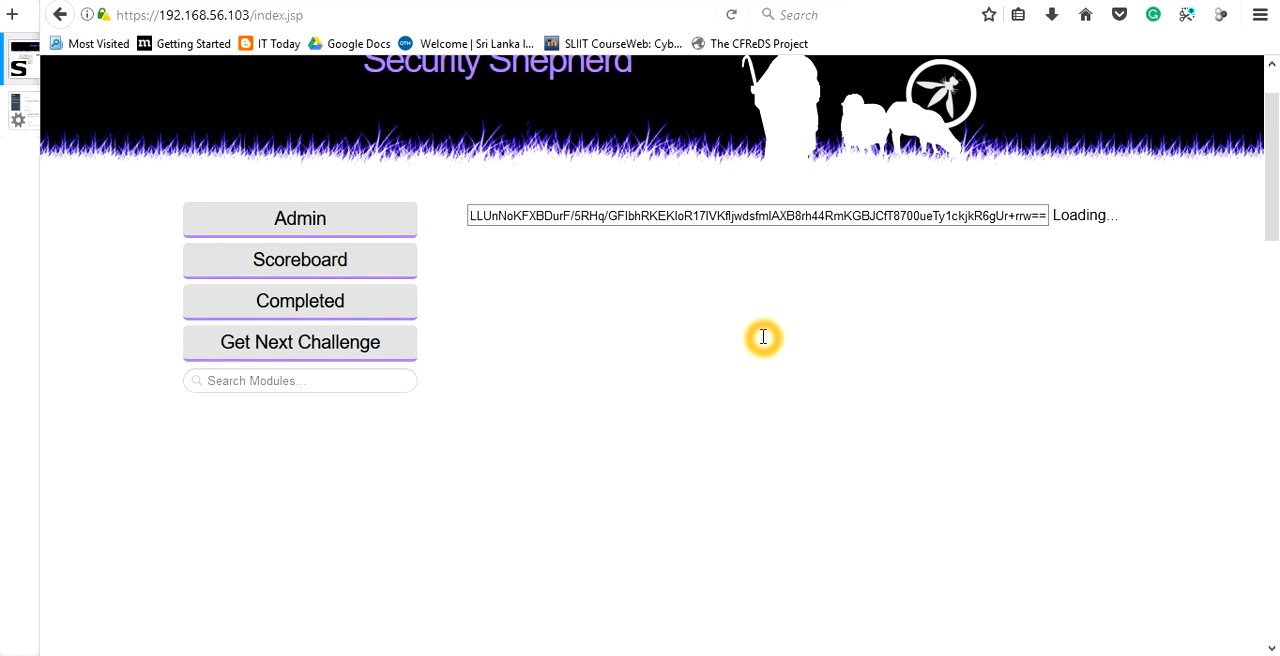 https://192.168.56.103/index.jsp
Search
Most Visited
Getting Started
IT Today
Google Docs
Welcome | Sri Lanka I...
SLIIT CourseWeb: Cyb...
The CFReDS Project
Security Shepherd
Admin
Scoreboard
Completed
Get Next Challenge
Search Modules...
LLUnNoKFXBDurF/5RHq/GFIbhRKEKIoR17lVKfljwdsfmlAXB8rh44RmKGBJCfT8700ueTy1ckjkR6gUr+rrw== Loading...